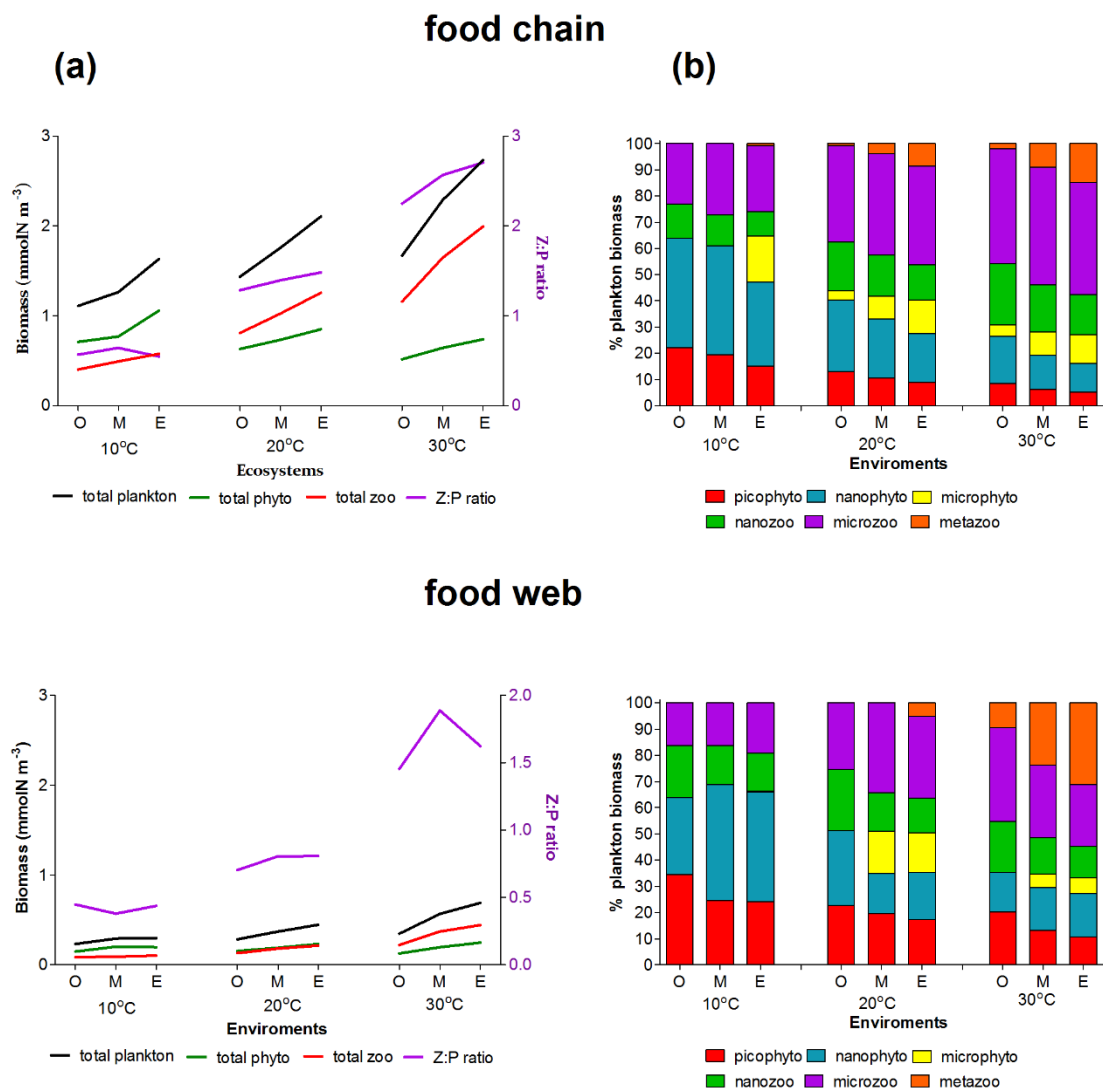 food chain
(a)
(b)
3
2
1
0
Biomass (mmolN m-3)
3
2
1
0
Z:P ratio
O M E O M E O M E
10°C 20°C 30°C
Ecosystems
total plankton total phyto total zoo Z:P ratio
100
90
80
70
60
50
40
30
20
10
0
% plankton biomass
O M E O M E O M E
10°C 20°C 30°C
Enviroments
picophyto nanophyto microphyto
nanozoo microzoo metazoo
food web
3
2
1
0
Biomass (mmolN m-3)
2.0
1.5
1.0
0.5
0.0
Z:P ratio
O M E O M E O M E
10°C 20°C 30°C
Enviroments
total plankton total phyto total zoo Z:P ratio
100
90
80
70
60
50
40
30
20
10
0
% plankton biomass
O M E O M E O M E
10°C 20°C 30°C
Enviroments
picophyto nanophyto microphyto
nanozoo microzoo metazoo